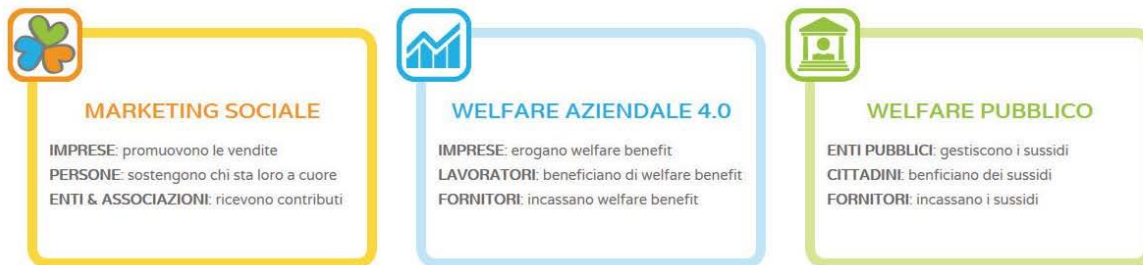 MARKETING SOCIALE
IMPRESE: promuovono le vendite
PERSONE: sostengono chi sta loro a cuore
ENTI & ASSOCIAZIONI: ricevono contributi
WELFARE AZIENDALE 4.0
IMPRESE: erogano welfare benefit
LAVORATORI: beneficiano di welfare benefit
FORNITORI: incassano welfare benefit
WELFARE PUBBLICO
ENTI PUBBLICI: gestiscono i sussidi
CITTADINI: benficiano dei sussidi
FORNITORI: incassano i sussidi